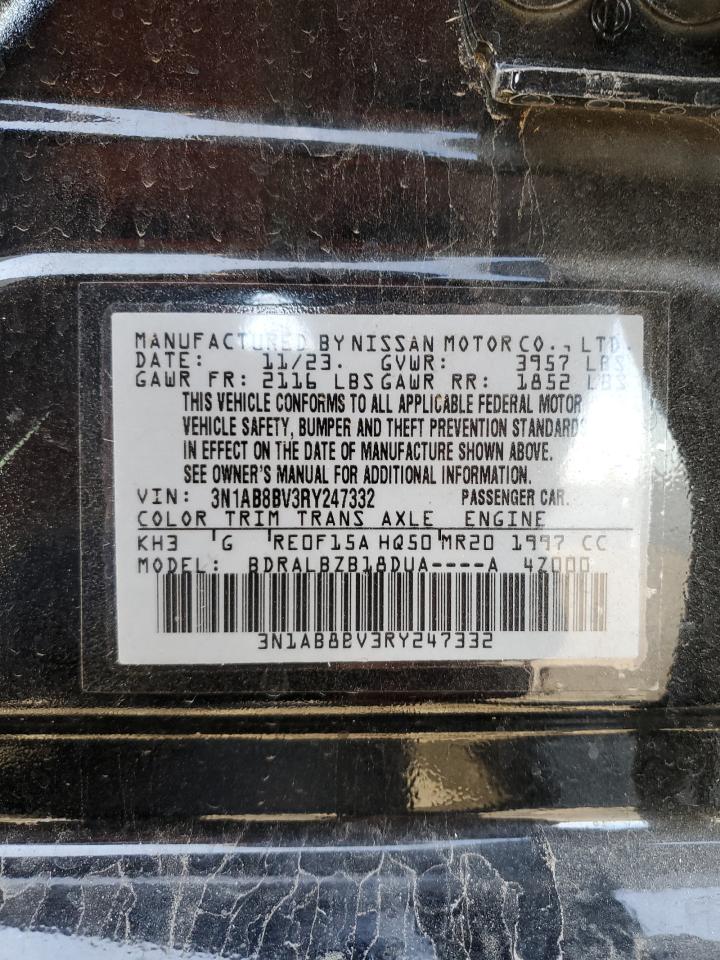 MANUFACTURED BY NISSAN MOTOR CO., LTD.
DATE: 11/23. GVWR: 3957 LBS
GAWR FR: 2116 LBS GAWR RR: 1852 LBS
THIS VEHICLE CONFORMS TO ALL APPLICABLE FEDERAL MOTOR
VEHICLE SAFETY, BUMPER AND THEFT PREVENTION STANDARDS
IN EFFECT ON THE DATE OF MANUFACTURE SHOWN ABOVE.
SEE OWNER'S MANUAL FOR ADDITIONAL INFORMATION.
VIN: 3N1AB8BV3RY247332 PASSENGER CAR.
COLOR TRIM TRANS AXLE ENGINE
KH3 G RE0F15A HQ50 MR20 1997 CC
MODEL: BDRALBZB18DUA----A 4Z000
3N1AB8BV3RY247332